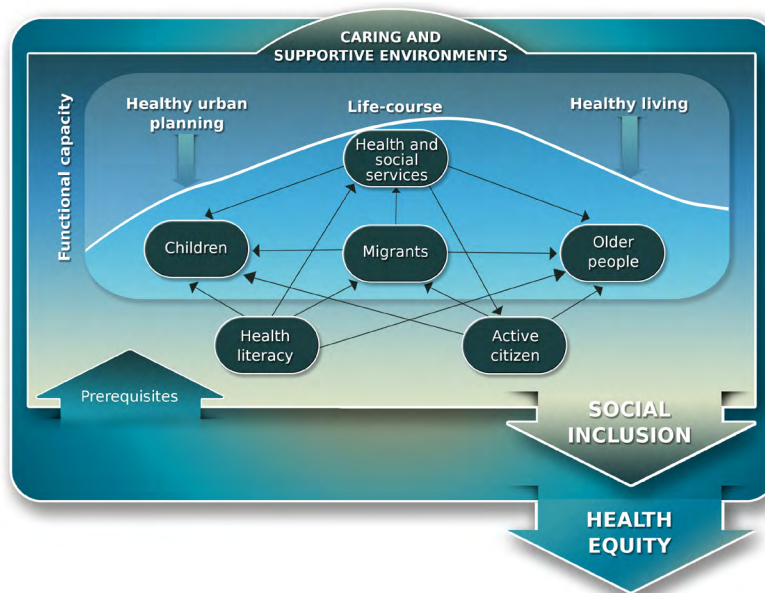 CARING AND
SUPPORTIVE ENVIRONMENTS
Functional capacity
Healthy urban
planning
Life-course
Healthy living
Health and
social
services
Children
Migrants
Older
people
Health
literacy
Active
citizen
Prerequisites
SOCIAL
INCLUSION
HEALTH
EQUITY